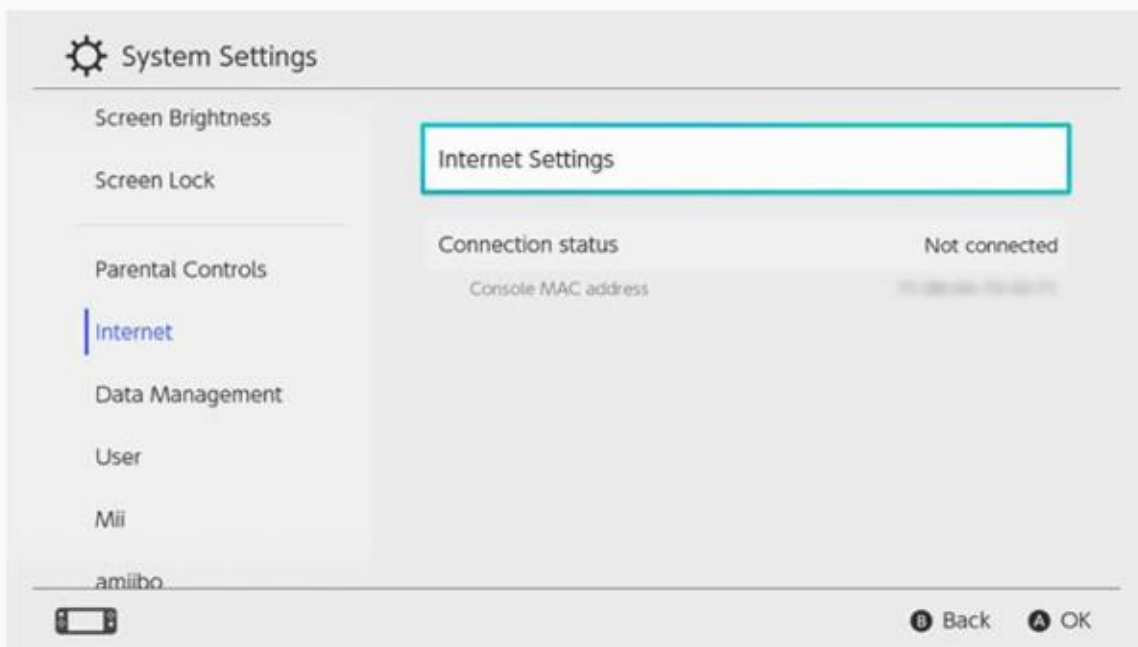 System Settings
Screen Brightness
Screen Lock
Parental Controls
Internet
Data Management
User
Mii
amiibo
Internet Settings
Connection status Not connected
Console MAC address
B Back A OK